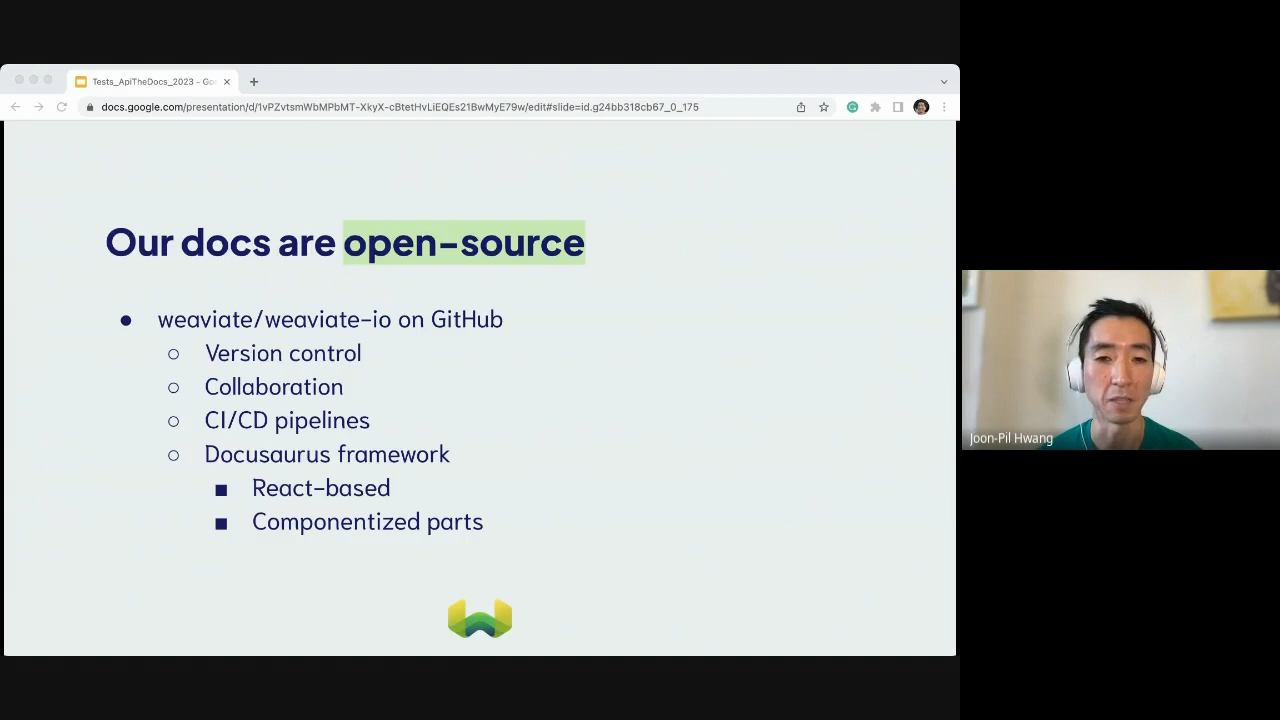 Tests_ApiTheDocs_2023 - Goo
docs.google.com/presentation/d/1vPZvtsmWbMPbMT-XkyX-cBtetHvLiEQEs21BwMyE79w/edit#slide=id.g24bb318cb67_0_175
Our docs are open-source
● weaviate/weaviate-io on GitHub
○ Version control
○ Collaboration
○ CI/CD pipelines
○ Docusaurus framework
■ React-based
■ Componentized parts
Joon-Pil Hwang